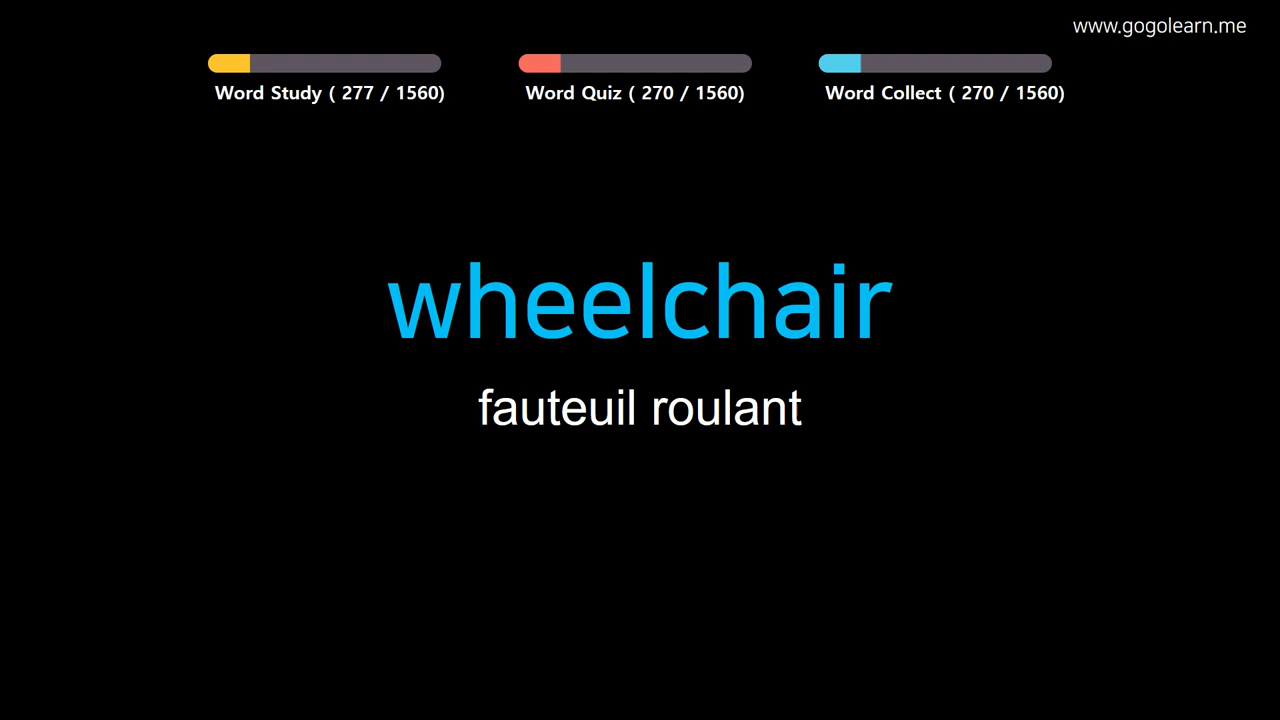 www.gogolearn.me
Word Study ( 277 / 1560)
Word Quiz ( 270 / 1560)
Word Collect ( 270 / 1560)
wheelchair
fauteuil roulant